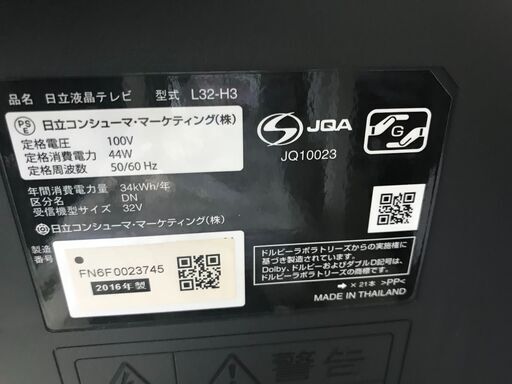 品名 日立液晶テレビ 型式 L32-H3
PS
E
日立コンシューマ・マーケティング(株)
定格電圧 100V
定格消費電力 44W
定格周波数 50/60 Hz
年間消費電力量 34kWh/年
区分名 DN
受信機型サイズ 32V
日立コンシューマ・マーケティング(株)
製造
番号
FN6F0023745
2016年製
JQA
JQ10023
G
ドルビーラボラトリーズからの実施権に
基づき製造されています。
Dolby、ドルビーおよびダブルD記号は、
ドルビーラボラトリーズの商標です。
× 21本 >PP<
MADE IN THAILAND
警告